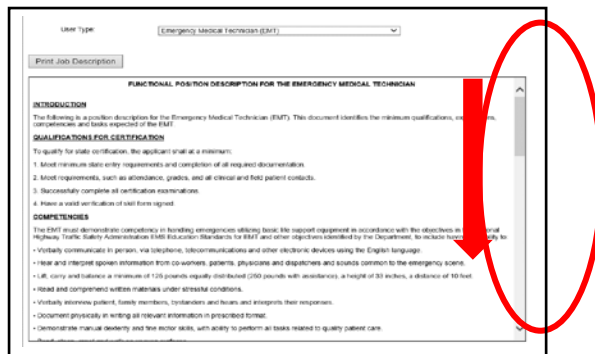 User Type:
Emergency Medical Technician (EMT)
Print Job Description
FUNCTIONAL POSITION DESCRIPTION FOR THE EMERGENCY MEDICAL TECHNICIAN
INTRODUCTION
The following is a position description for the Emergency Medical Technician (EMT). This document identifies the minimum qualifications,
competencies and tasks expected of the EMT.
QUALIFICATIONS FOR CERTIFICATION
To qualify for state certification, the applicant shall at a minimum:
1. Meet minimum state entry requirements and completion of all required documentation.
2. Meet requirements, such as attendance, grades, and all clinical and field patient contacts.
3. Successfully complete all certification examinations.
4. Have a valid verification of skill form signed
COMPETENCIES
The EMT must demonstrate competency in handling emergencies utilizing basic life support equipment in accordance with the objectives in
Highway Traffic Safety Administration EMS Education Standards for EMT and other objectives identified by the Department, to include to:
• Verbally communicate in person, via telephone, telecommunications and other electronic devices using the English language.
• Hear and interpret spoken information from co-workers, patients, physicians and dispatchers and sounds common to the emergency scene.
• Lift, carry and balance a minimum of 125 pounds equally distributed (250 pounds with assistance), a height of 33 inches, a distance of 10 feet.
• Read and comprehend written materials under stressful conditions.
• Verbally interview patient, family members, bystanders and hears and interprets their responses.
• Document physically in writing all relevant information in prescribed format.
• Demonstrate manual dexterity and fine motor skills, with ability to perform all tasks related to quality patient care.